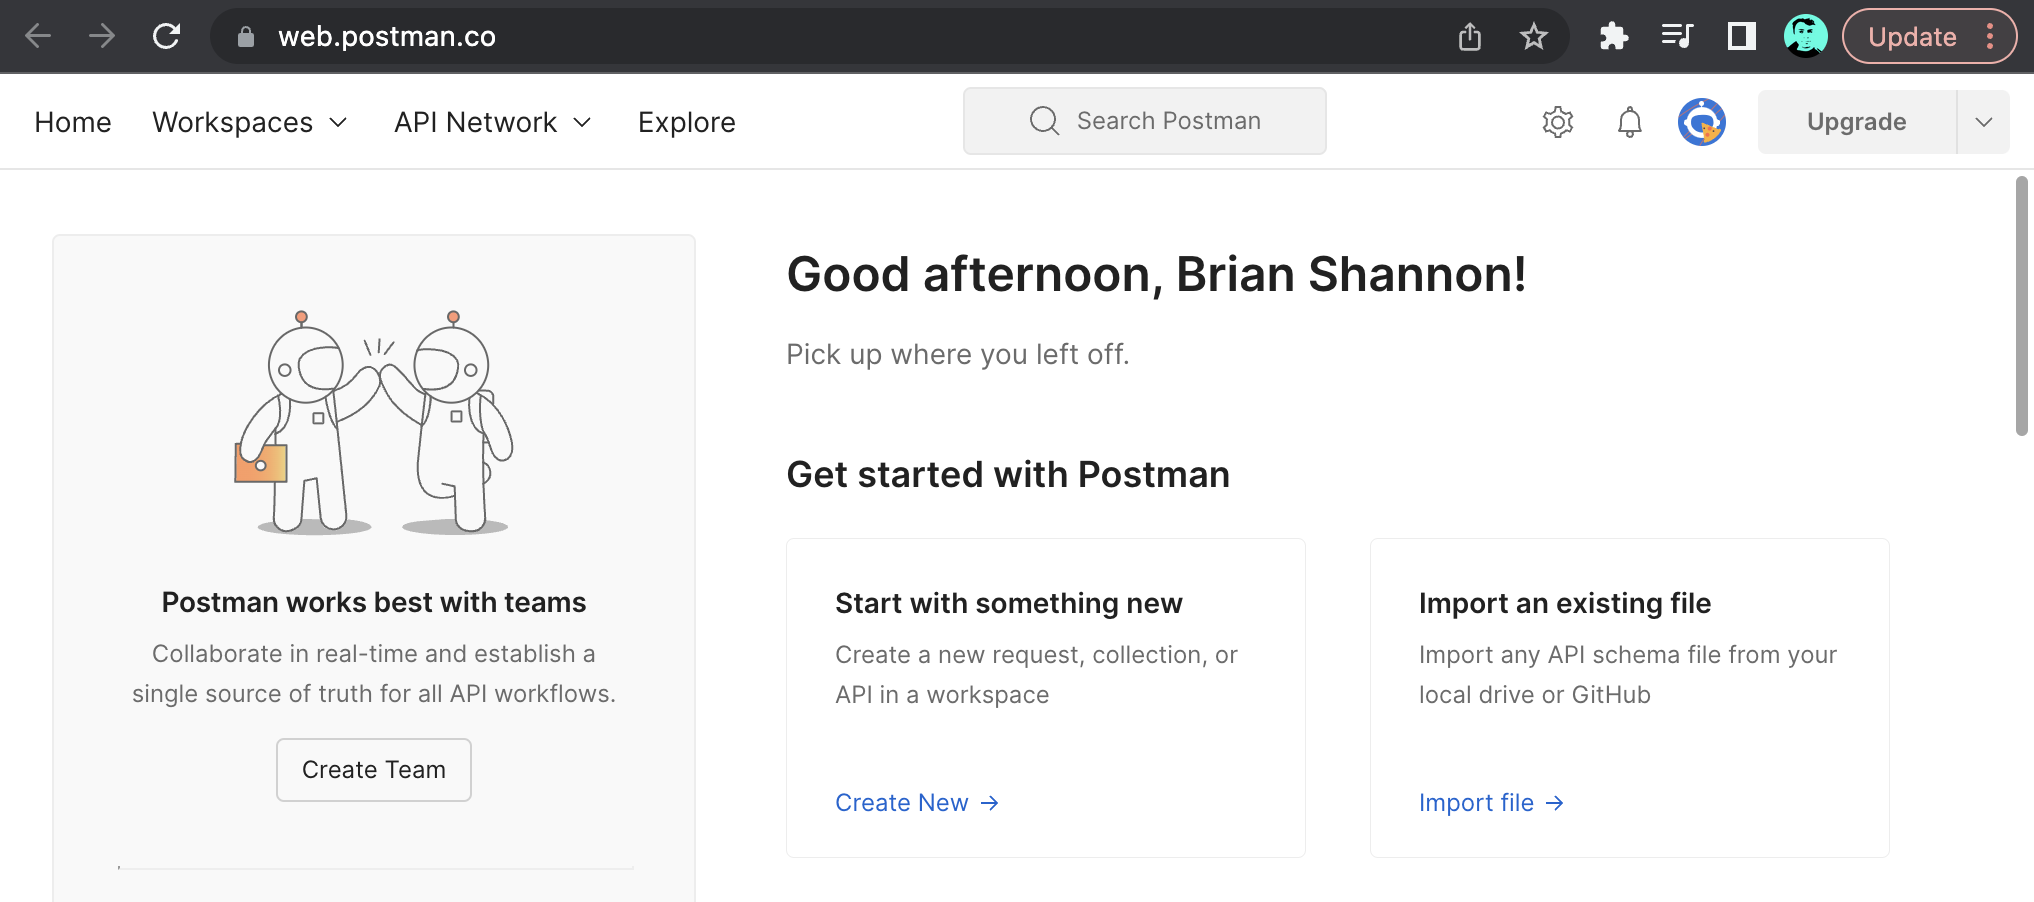 web.postman.co
Update
Home Workspaces API Network Explore Search Postman Upgrade
Good afternoon, Brian Shannon!
Pick up where you left off.
Get started with Postman
Postman works best with teams
Collaborate in real-time and establish a
single source of truth for all API workflows.
Create Team
Start with something new
Create a new request, collection, or
API in a workspace
Create New →
Import an existing file
Import any API schema file from your
local drive or GitHub
Import file →